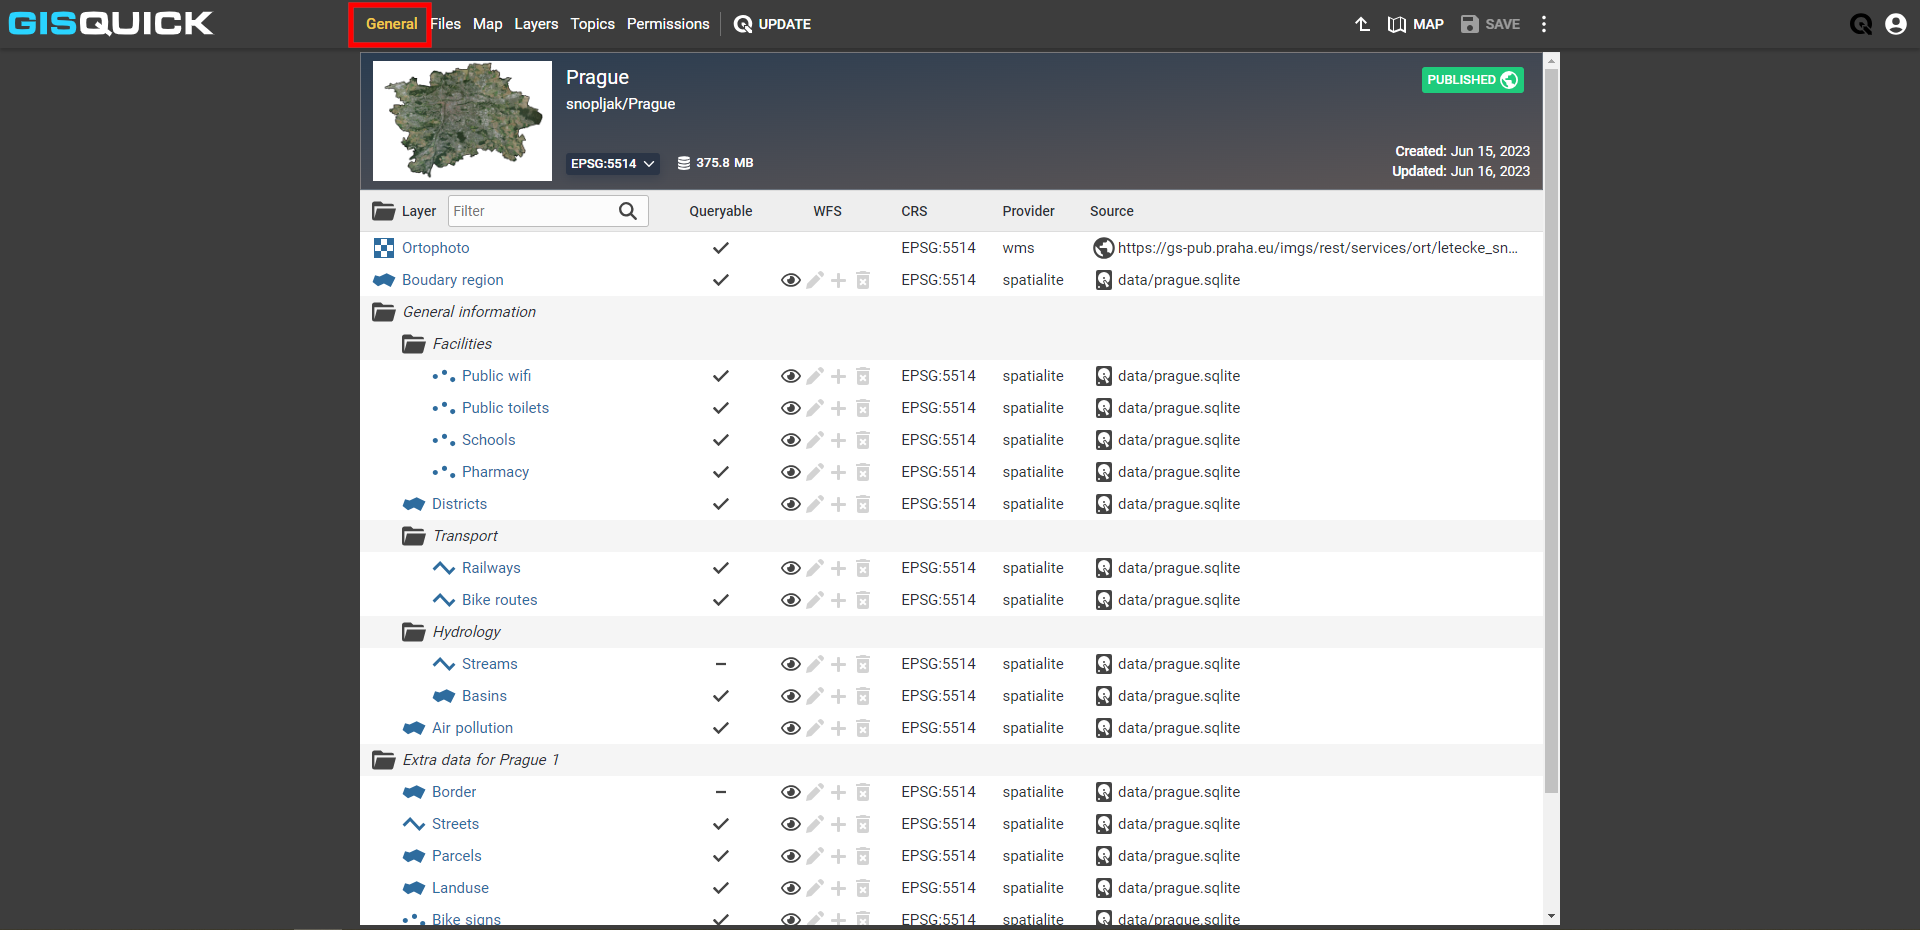 GISQUICK General Files Map Layers Topics Permissions UPDATE MAP SAVE
Prague
PUBLISHED
snopljak/Prague
EPSG:5514 375.8 MB
Created: Jun 15, 2023
Updated: Jun 16, 2023
Layer Filter Queryable WFS CRS Provider Source
Ortophoto EPSG:5514 wms https://gs-pub.praha.eu/imgs/rest/services/ort/letecke_sn...
Boudary region EPSG:5514 spatialite data/prague.sqlite
General information
Facilities
Public wifi EPSG:5514 spatialite data/prague.sqlite
Public toilets EPSG:5514 spatialite data/prague.sqlite
Schools EPSG:5514 spatialite data/prague.sqlite
Pharmacy EPSG:5514 spatialite data/prague.sqlite
Districts EPSG:5514 spatialite data/prague.sqlite
Transport
Railways EPSG:5514 spatialite data/prague.sqlite
Bike routes EPSG:5514 spatialite data/prague.sqlite
Hydrology
Streams EPSG:5514 spatialite data/prague.sqlite
Basins EPSG:5514 spatialite data/prague.sqlite
Air pollution EPSG:5514 spatialite data/prague.sqlite
Extra data for Prague 1
Border EPSG:5514 spatialite data/prague.sqlite
Streets EPSG:5514 spatialite data/prague.sqlite
Parcels EPSG:5514 spatialite data/prague.sqlite
Landuse EPSG:5514 spatialite data/prague.sqlite
Bike signs EPSG:5514 spatialite data/prague.sqlite